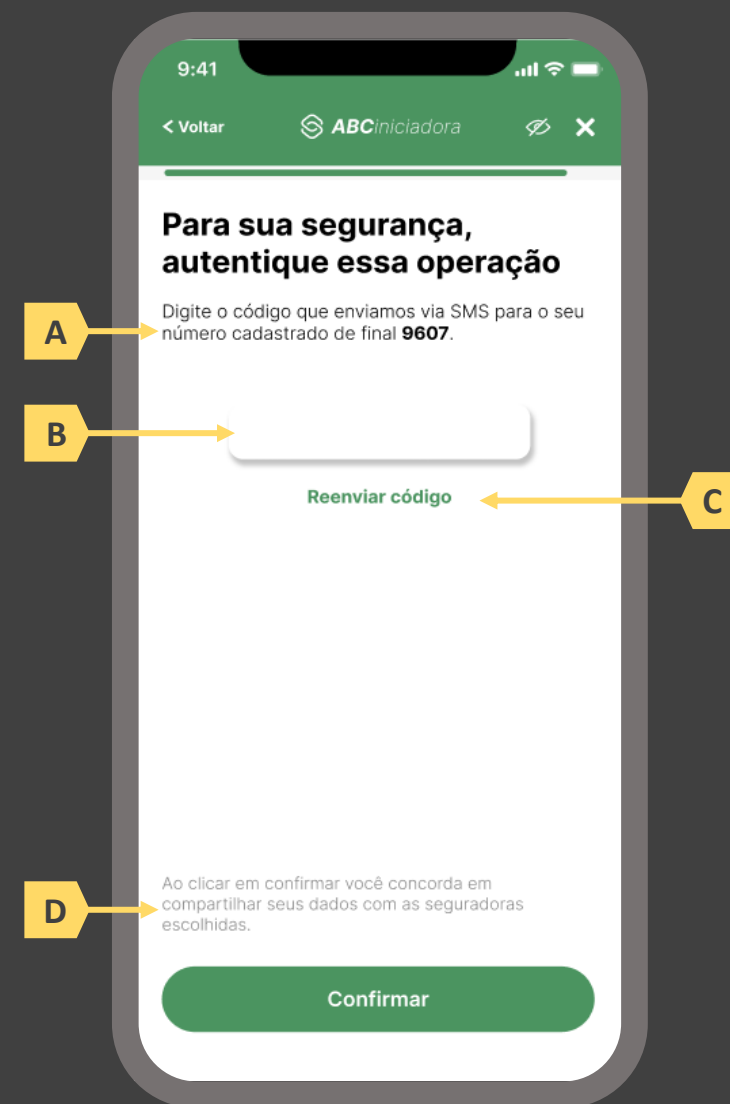 9:41
< Voltar ABCiniciadora
Para sua segurança,
autentique essa operação
Digite o código que enviamos via SMS para o seu
número cadastrado de final 9607.
A
B
Reenviar código
C
Ao clicar em confirmar você concorda em
compartilhar seus dados com as seguradoras
escolhidas.
D
Confirmar